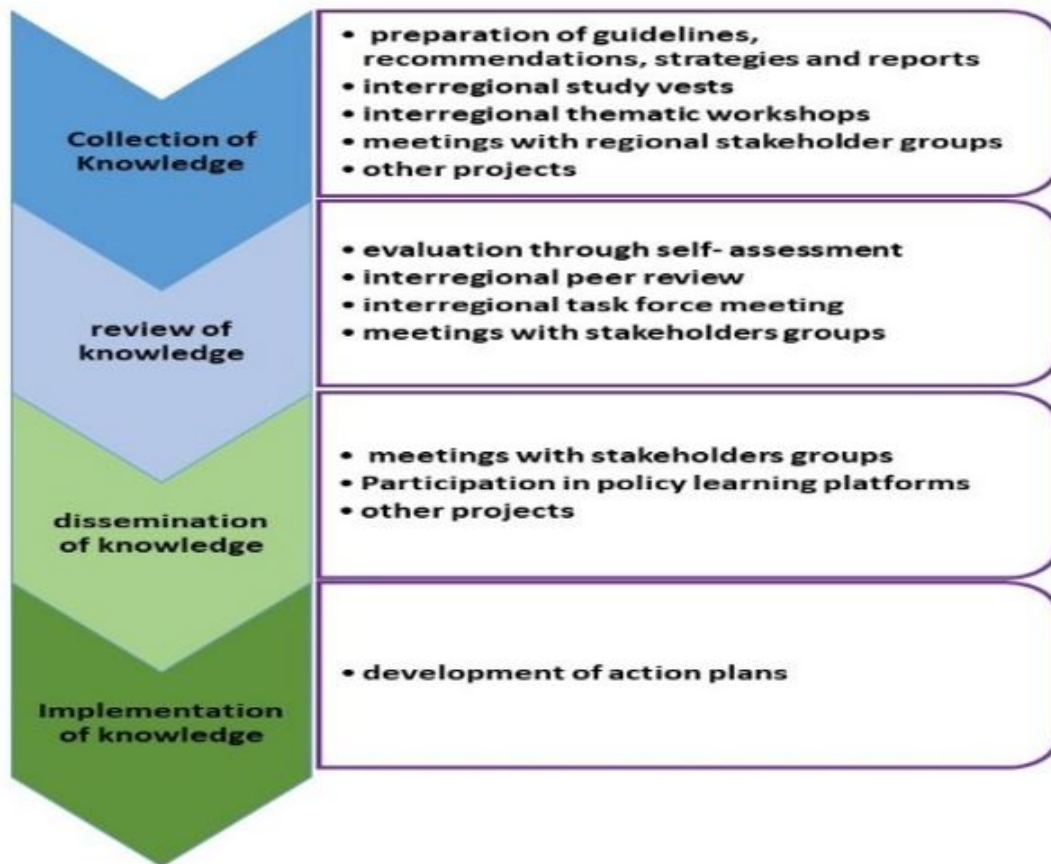 Collection of
Knowledge
• preparation of guidelines,
recommendations, strategies and reports
• interregional study vests
• interregional thematic workshops
• meetings with regional stakeholder groups
• other projects
review of
knowledge
• evaluation through self- assessment
• interregional peer review
• interregional task force meeting
• meetings with stakeholders groups
dissemination
of knowledge
• meetings with stakeholders groups
• Participation in policy learning platforms
• other projects
Implementation
of knowledge
• development of action plans